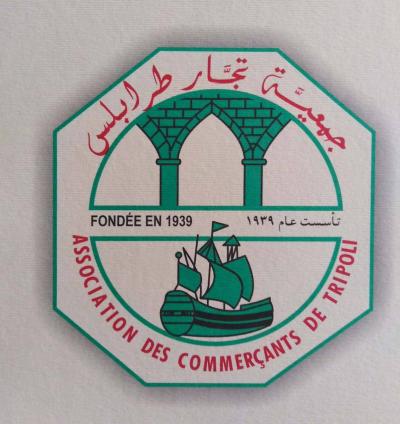 جمعية تجار طرابلس
FONDÉE EN 1939 تأسست عام ١٩٣٩
ASSOCIATION DES COMMERÇANTS DE TRIPOLI